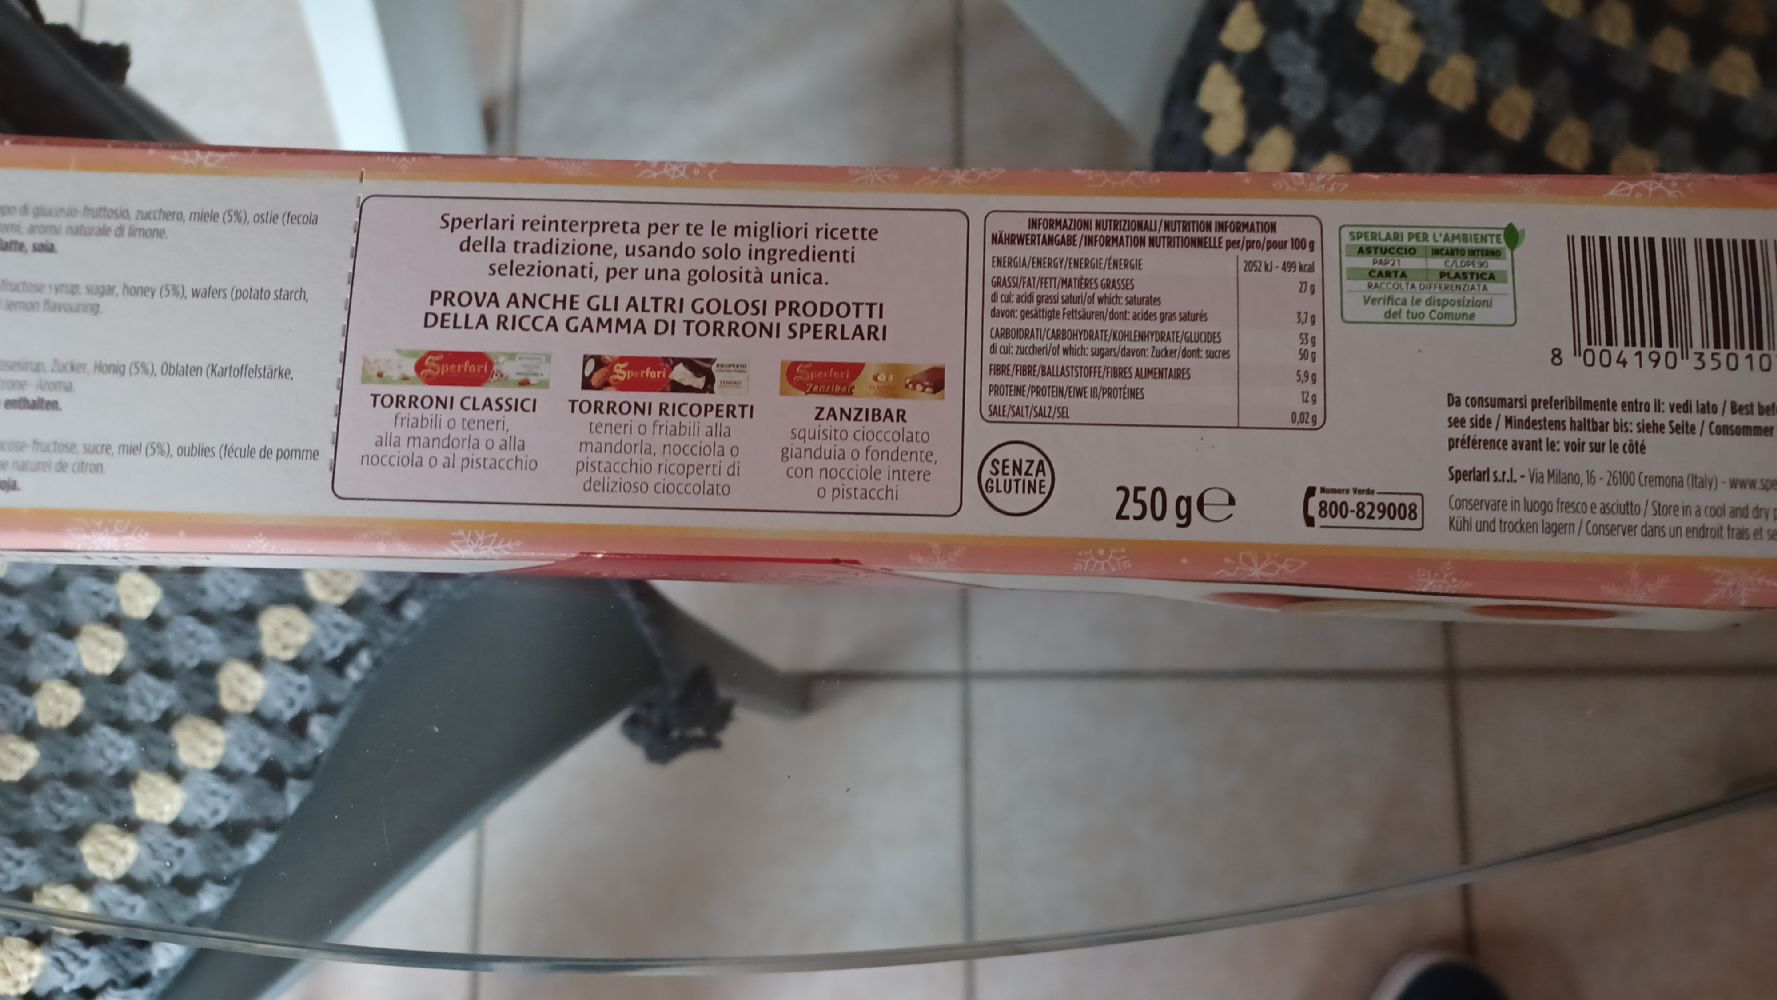 glucosio-fruttosio, zucchero, miele (5%), ostie (fecola
aroma naturale di limone.
latte, soia.
fructose syrup, sugar, honey (5%), wafers (potato starch,
lemon flavouring.
Zucker, Honig (5%), Oblaten (Kartoffelstärke,
Aroma.
enthalten.
fructose, sucre, miel (5%), oublies (fécule de pomme
naturel de citron.
Sperlari reinterpreta per te le migliori ricette
della tradizione, usando solo ingredienti
selezionati, per una golosità unica.
PROVA ANCHE GLI ALTRI GOLOSI PRODOTTI
DELLA RICCA GAMMA DI TORRONI SPERLARI
Sperlari
TORRONI CLASSICI
friabili o teneri,
alla mandorla o alla
nocciola o al pistacchio
Sperlari
RICOPERTO
TENERO
TORRONI RICOPERTI
teneri o friabili alla
mandorla, nocciola o
pistacchio ricoperti di
delizioso cioccolato
Sperlari
Zanzibar
ZANZIBAR
squisito cioccolato
gianduia o fondente,
con nocciole intere
o pistacchi
INFORMAZIONI NUTRIZIONALI/NUTRITION INFORMATION
NÄHRWERTANGABE/INFORMATION NUTRITIONNELLE per/pro/pour 100 g
ENERGIA/ENERGY/ENERGIE/ÉNERGIE 2052 kJ - 499 kcal
GRASSI/FAT/FETT/MATIÈRES GRASSES 27 g
di cui: acidi grassi saturi/of which: saturates
davon: gesättigte Fettsäuren/dont: acides gras saturés 3,7 g
CARBOIDRATI/CARBOHYDRATE/KOHLENHYDRATE/GLUCIDES 53 g
di cui: zuccheri/of which: sugars/davon: Zucker/dont: sucres 50 g
FIBRE/FIBRE/BALLASTSTOFFE/FIBRES ALIMENTAIRES 5,9 g
PROTEINE/PROTEIN/EIWEIß/PROTÉINES 12 g
SALE/SALT/SALZ/SEL 0,02 g
SENZA
GLUTINE
250 g e
Numero Verde
800-829008
SPERLARI PER L'AMBIENTE
ASTUCCIO INCARTO INTERNO
PAP21 C/LDPE90
CARTA PLASTICA
RACCOLTA DIFFERENZIATA
Verifica le disposizioni
del tuo Comune
8 004190 35010
Da consumarsi preferibilmente entro il: vedi lato / Best
see side / Mindestens haltbar bis: siehe Seite / Consommer
préférence avant le: voir sur le côté
Sperlari s.r.l. - Via Milano, 16 - 26100 Cremona (Italy) - www.
Conservare in luogo fresco e asciutto / Store in a cool and dry
Kühl und trocken lagern / Conserver dans un endroit frais et